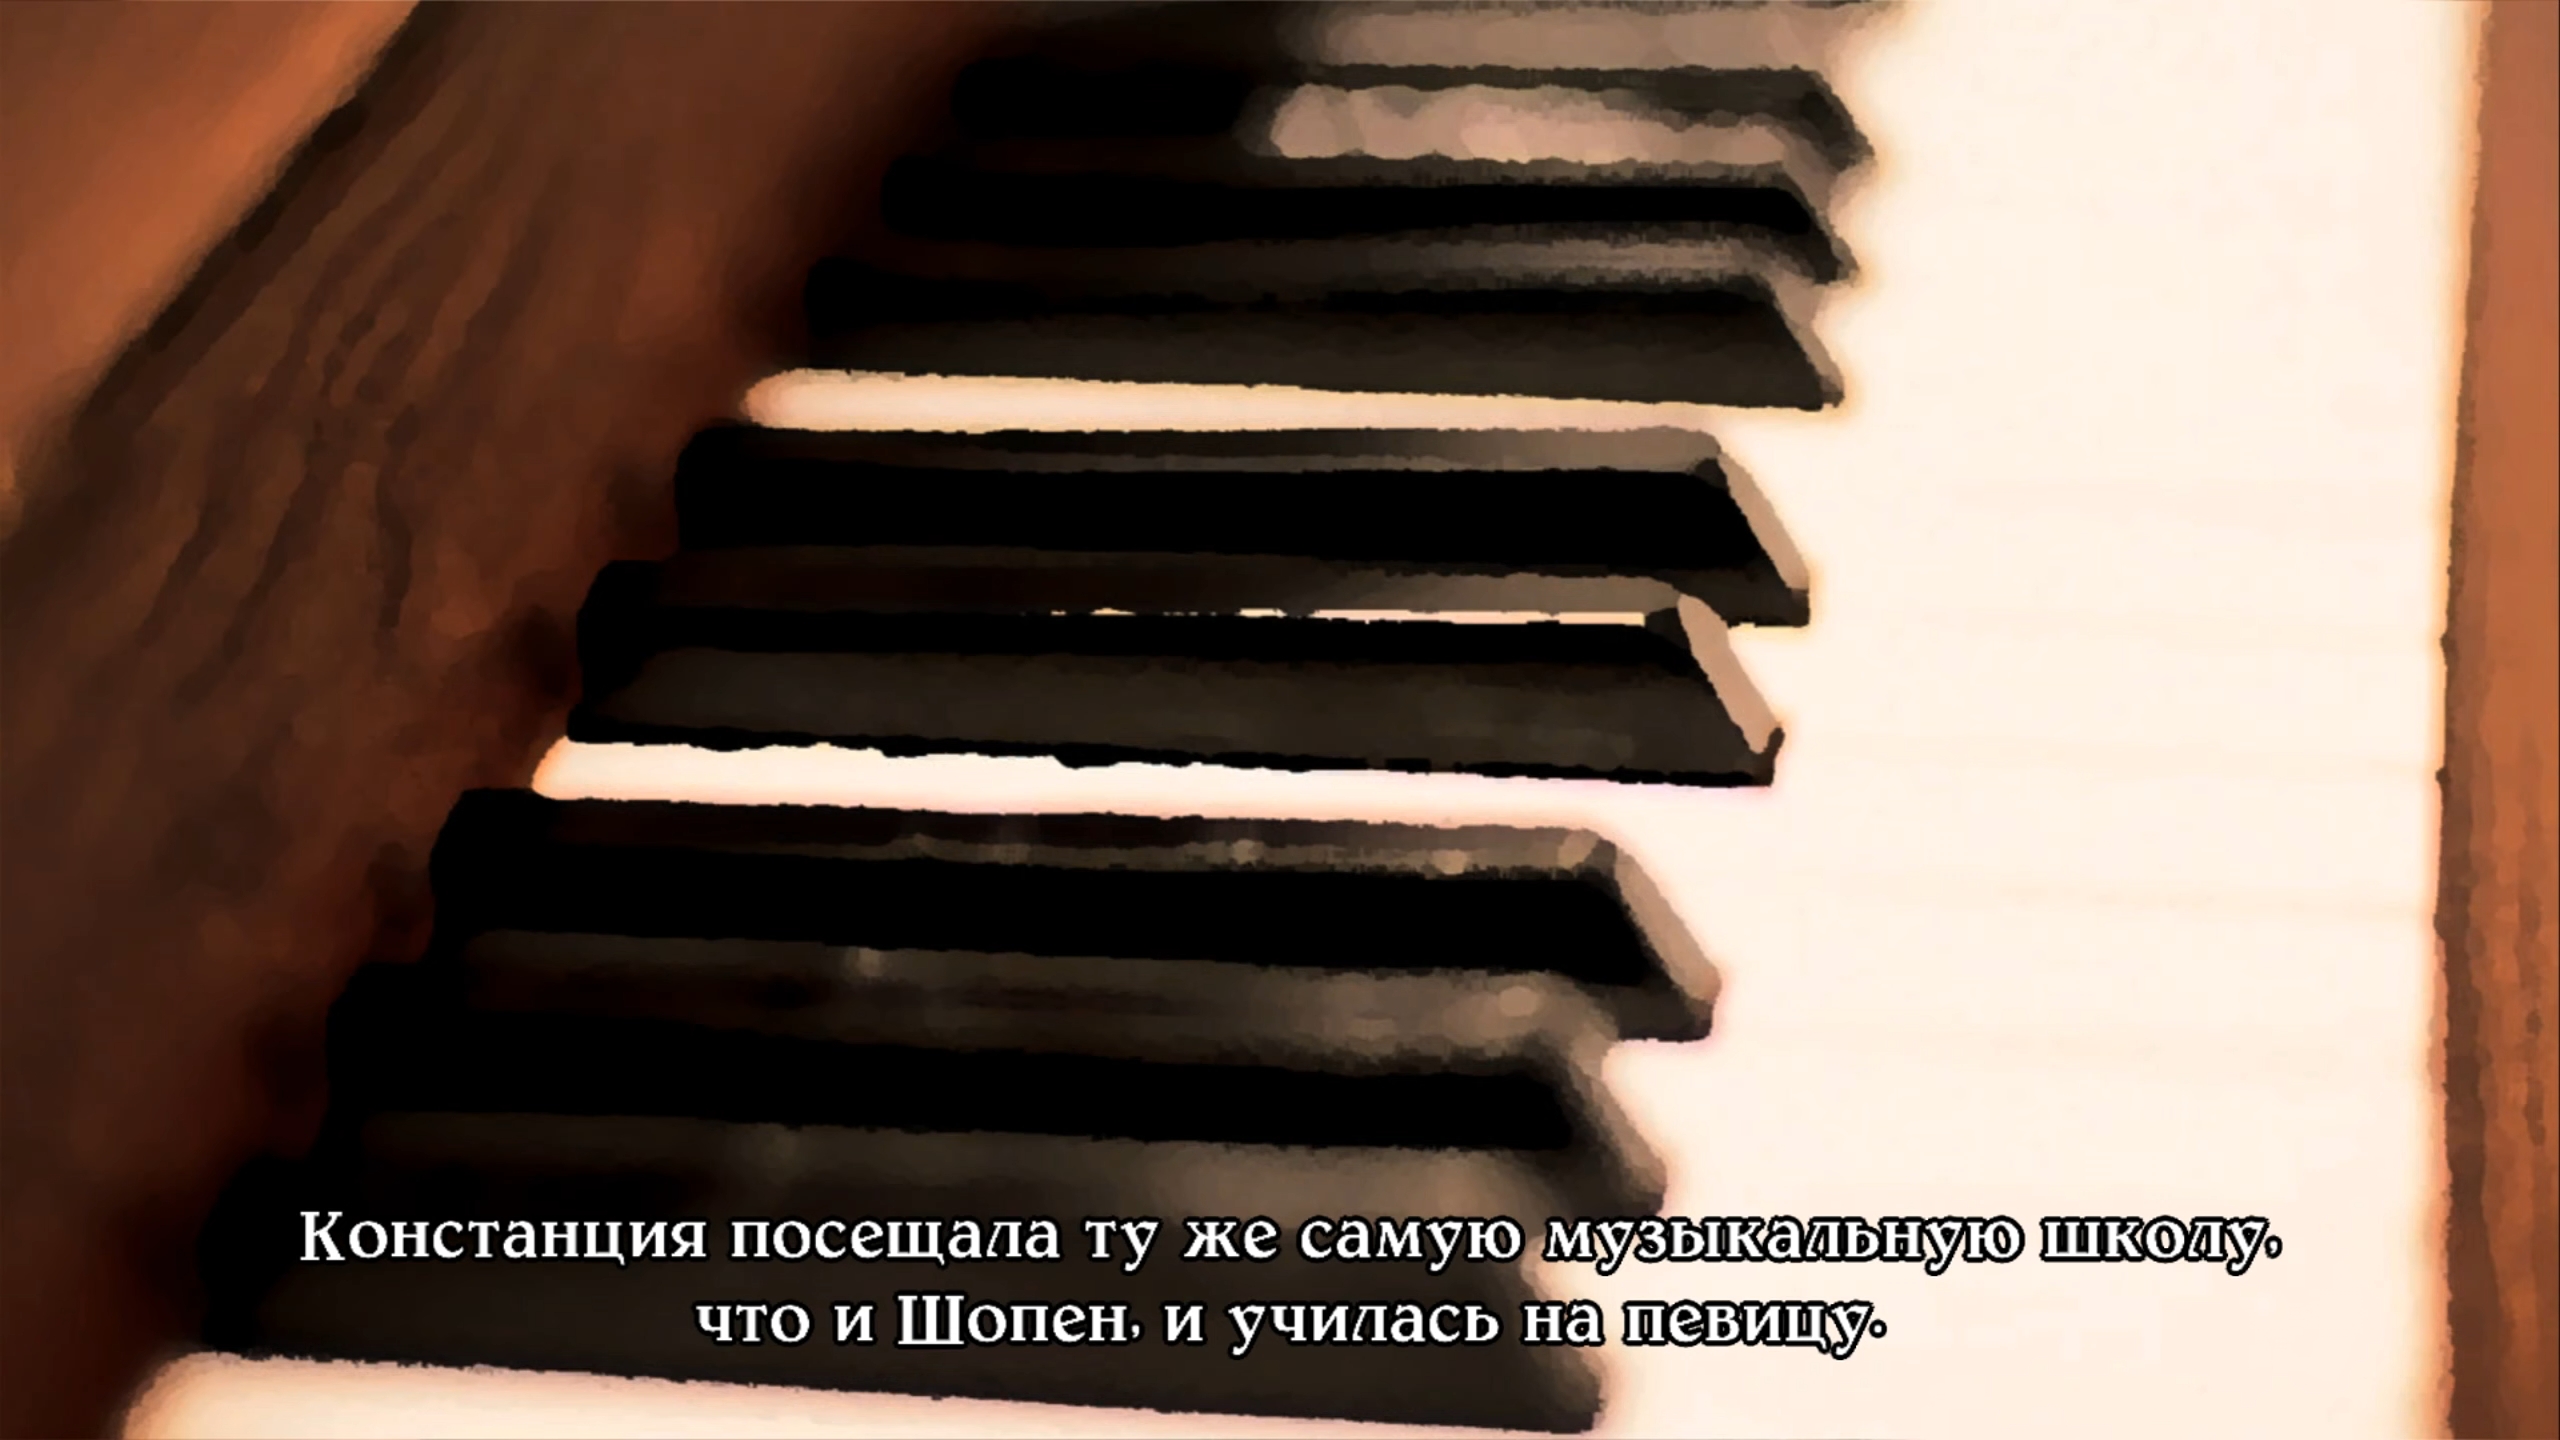 Констанция посещала ту же самую музыкальную школу,
что и Шопен, и училась на певицу.